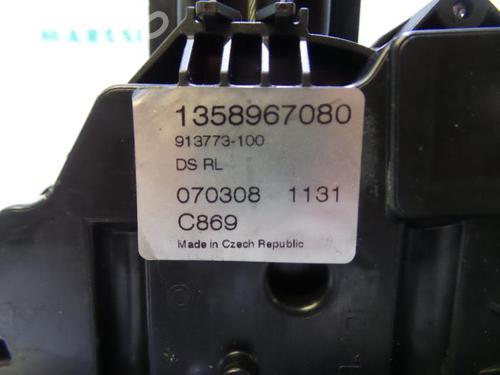 1358967080
913773-100
DS RL
070308 1131
C869
Made in Czech Republic